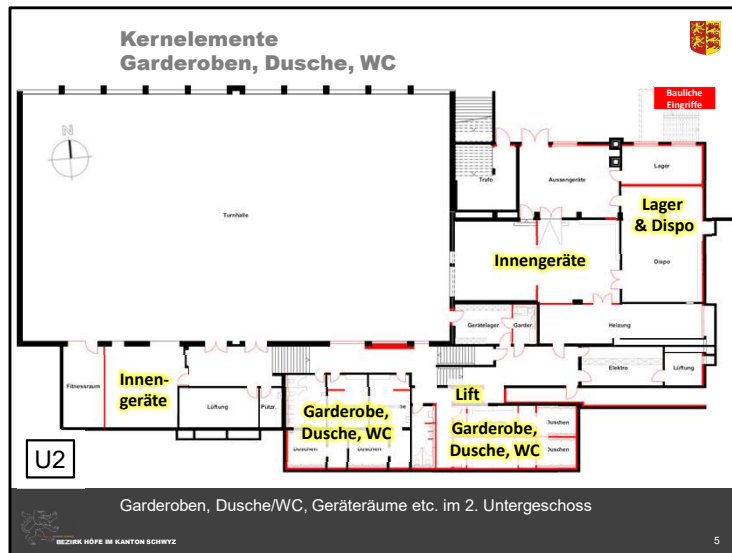 Kernelemente
Garderoben, Dusche, WC
Bauliche
Eingriffe
N
Trafo
Aussengeräte
Lager
Lager
& Dispo
Turnhalle
Innengeräte
Dispo
Gerätelager
Garder.
Heizung
Fitnessraum
Innen-
geräte
Lüftung
Putzr.
Elektro
Lüftung
Lift
Garderobe,
Dusche, WC
Duschen
Duschen
Garderobe,
Dusche, WC
Duschen
Duschen
U2
Garderoben, Dusche/WC, Geräteräume etc. im 2. Untergeschoss
BEZIRK HÖFE IM KANTON SCHWYZ
5